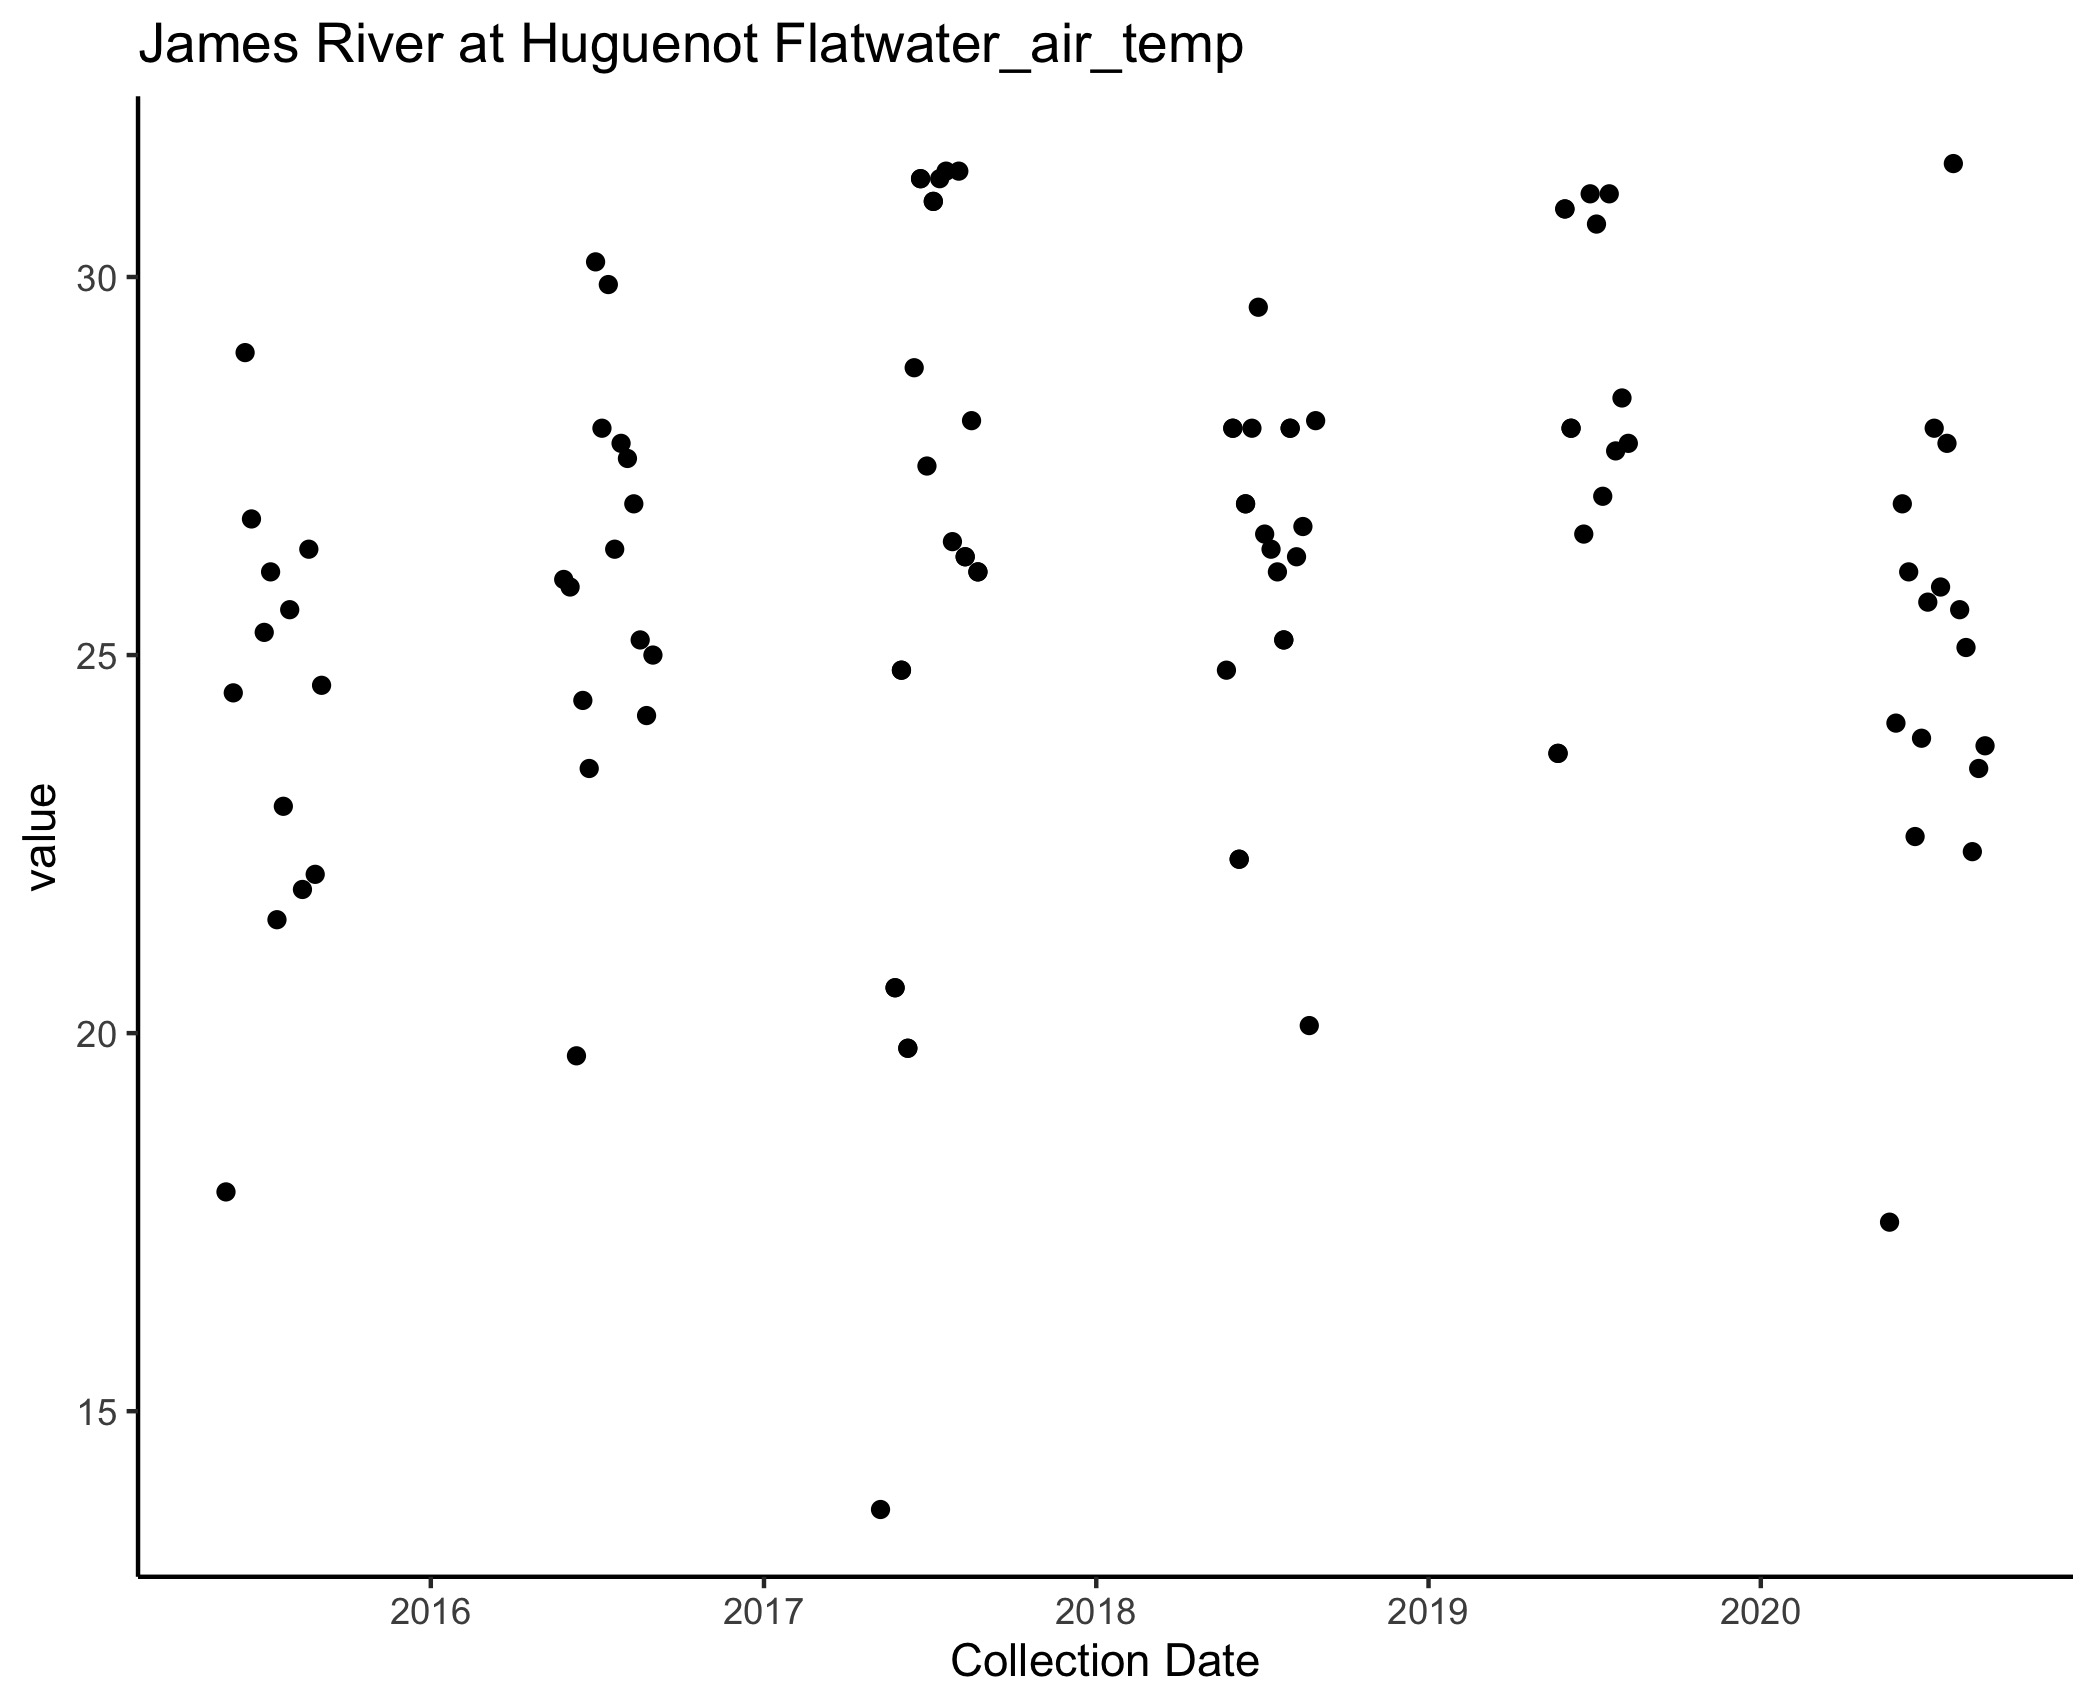 James River at Huguenot Flatwater_air_temp
value
30
25
20
15
2016 2017 2018 2019 2020
Collection Date